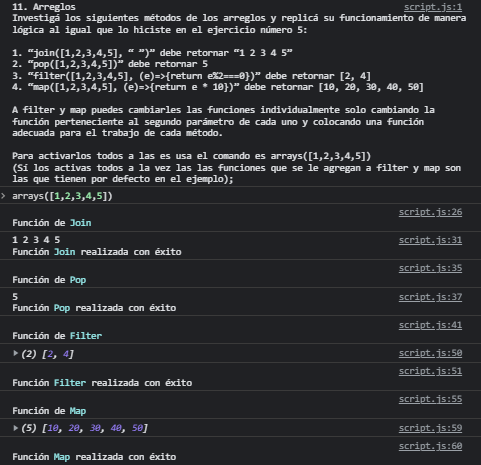 11. Arreglos script.js:1
Investigá los siguientes métodos de los arreglos y replicá su funcionamiento de manera
lógica al igual que lo hiciste en el ejercicio número 5:
1. “join([1,2,3,4,5], “ ”)” debe retornar “1 2 3 4 5”
2. “pop([1,2,3,4,5])” debe retornar 5
3. “filter([1,2,3,4,5], (e)=>{return e%2===0})” debe retornar [2, 4]
4. “map([1,2,3,4,5], (e)=>{return e * 10})” debe retornar [10, 20, 30, 40, 50]
A filter y map puedes cambiarles las funciones individualmente solo cambiando la
función perteneciente al segundo parámetro de cada uno y colocando una función
adecuada para el trabajo de cada método.
Para activarlos todos a las es usa el comando es arrays([1,2,3,4,5])
(Sí los activas todos a la vez las las funciones que se le agregan a filter y map son
las que tienen por defecto en el ejemplo);
> arrays([1,2,3,4,5])
script.js:26
Función de Join
1 2 3 4 5 script.js:31
Función Join realizada con éxito
script.js:35
Función de Pop
5 script.js:37
Función Pop realizada con éxito
script.js:41
Función de Filter
(2) [2, 4] script.js:50
script.js:51
Función Filter realizada con éxito
script.js:55
Función de Map
(5) [10, 20, 30, 40, 50] script.js:59
script.js:60
Función Map realizada con éxito